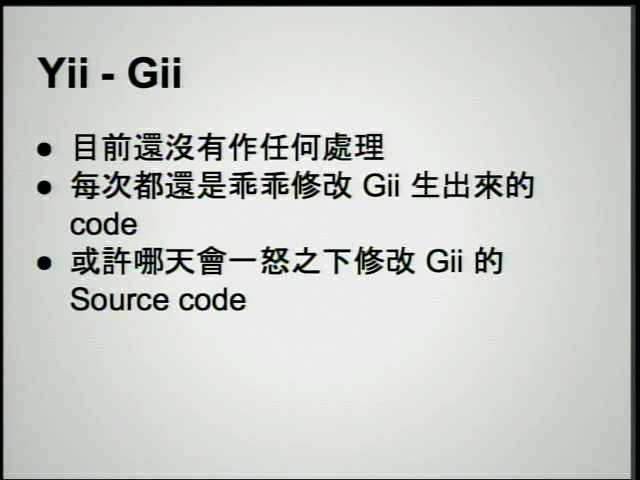 Yii - Gii
● 目前還沒有作任何處理
● 每次都還是乖乖修改 Gii 生出來的
code
● 或許哪天會一怒之下修改 Gii 的
Source code